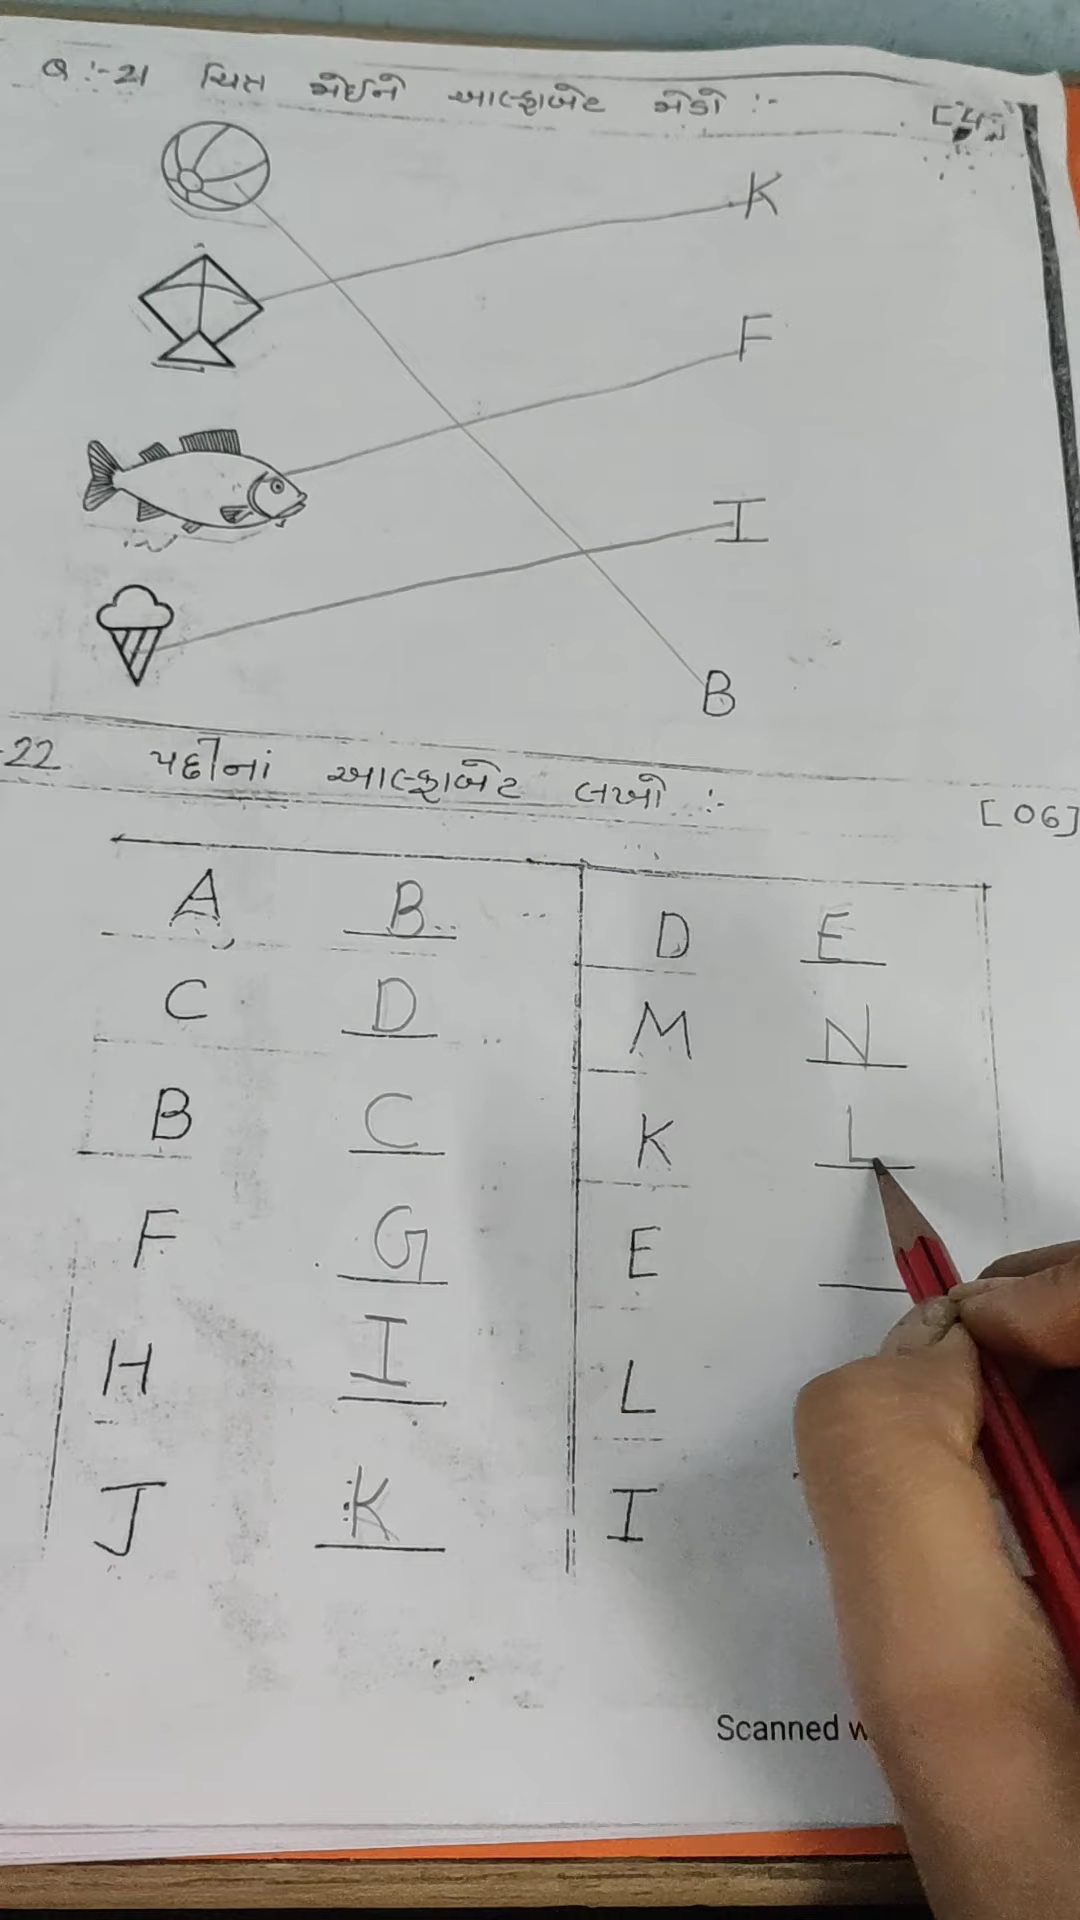 Q :- 21 ચિત્ર જોઈને આલ્ફાબેટ જોડો :-
K
F
I
B
22 પછીનાં આલ્ફાબેટ લખો :- [06]
A B D E
C D M N
B C K L
F G E
H I L
J K I
Scanned